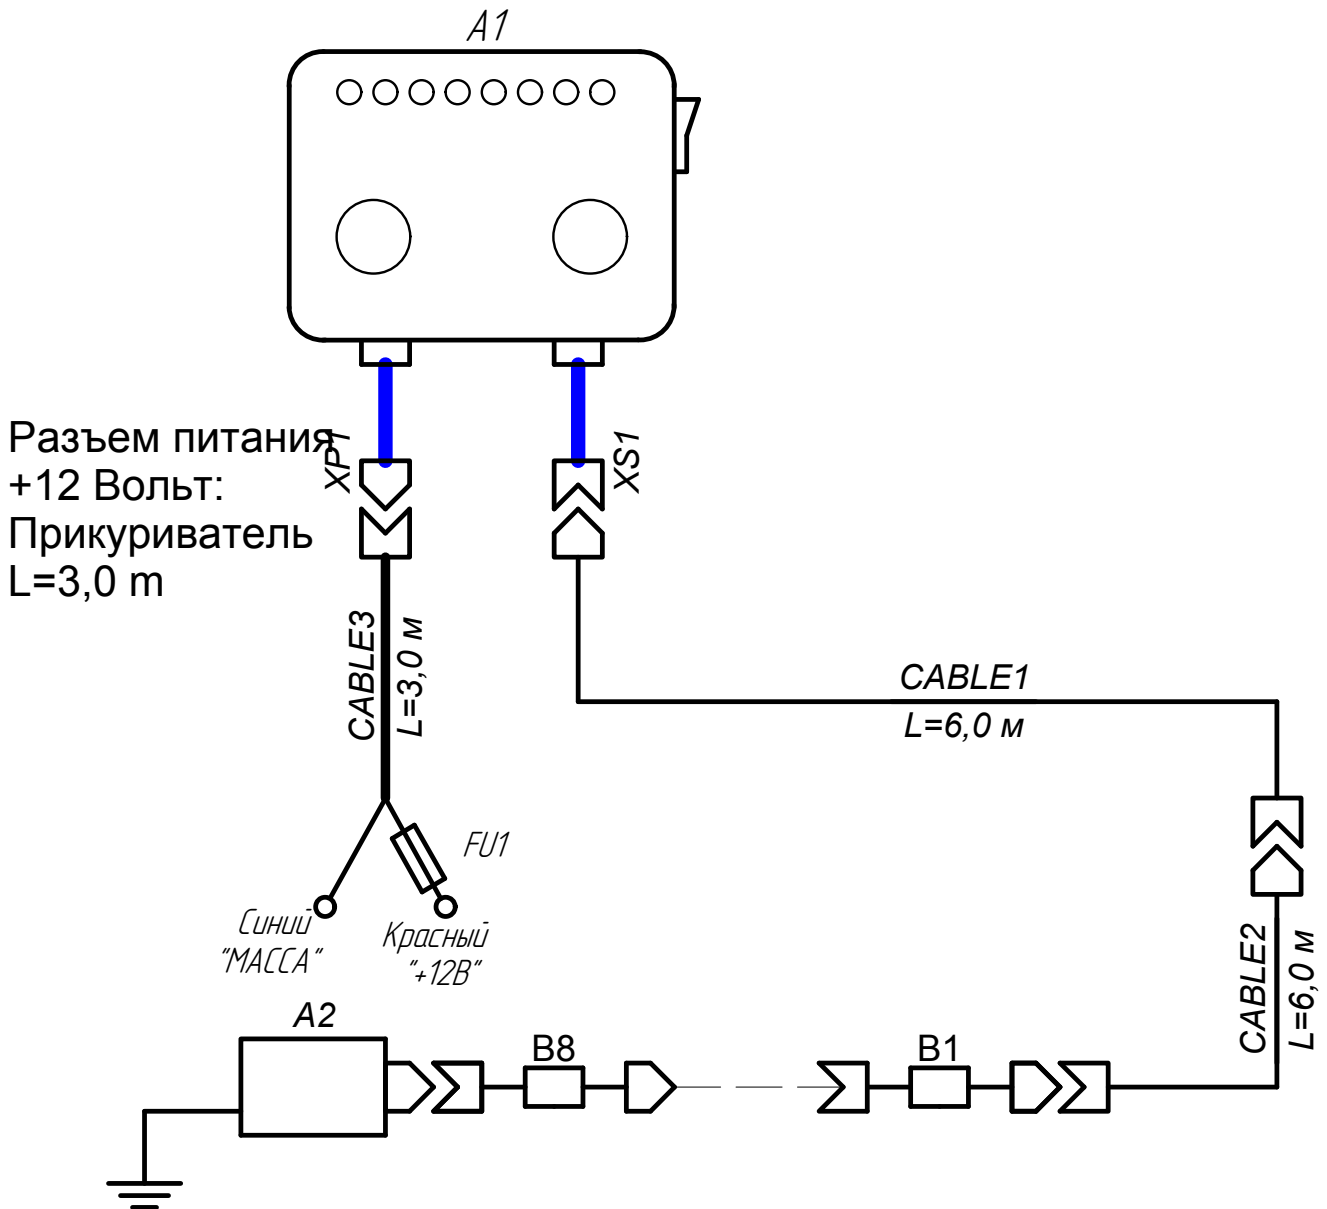 A1
Разъем питания
+12 Вольт:
Прикуриватель
L=3,0 m
XP1
XS1
CABLE3
L=3,0 м
CABLE1
L=6,0 м
FU1
Синий
"МАССА"
Красный
"+12В"
CABLE2
L=6,0 м
A2
B8
B1